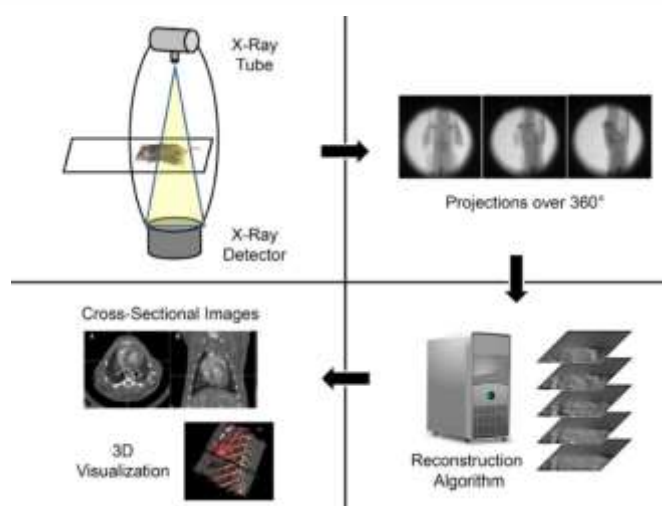 X-Ray
Tube
X-Ray
Detector
Projections over 360°
Reconstruction
Algorithm
Cross-Sectional Images
3D
Visualization